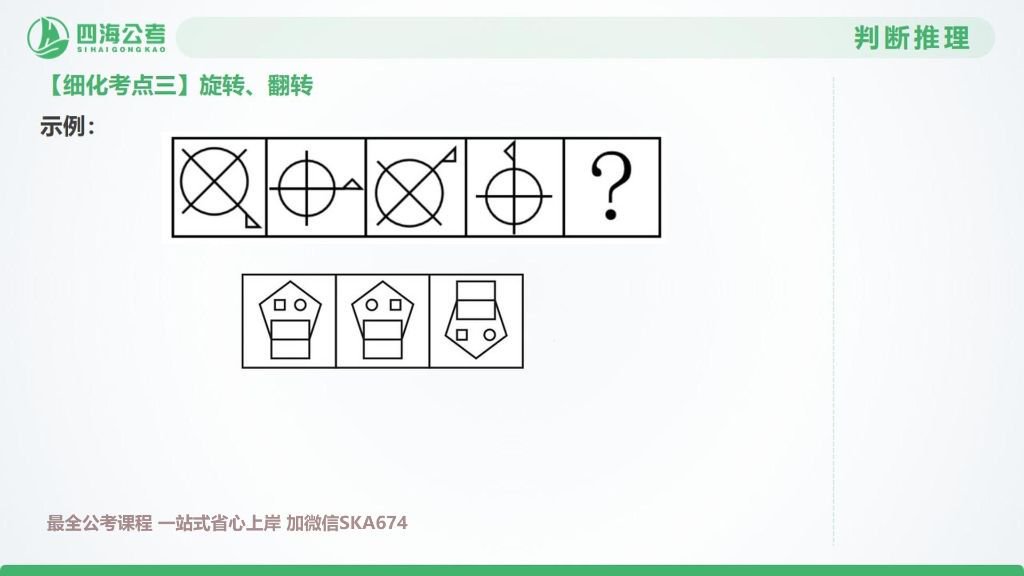 四海公考
SIHAIGONGKAO
判断推理
【细化考点三】旋转、翻转
示例：
?
最全公考课程 一站式省心上岸 加微信SKA674